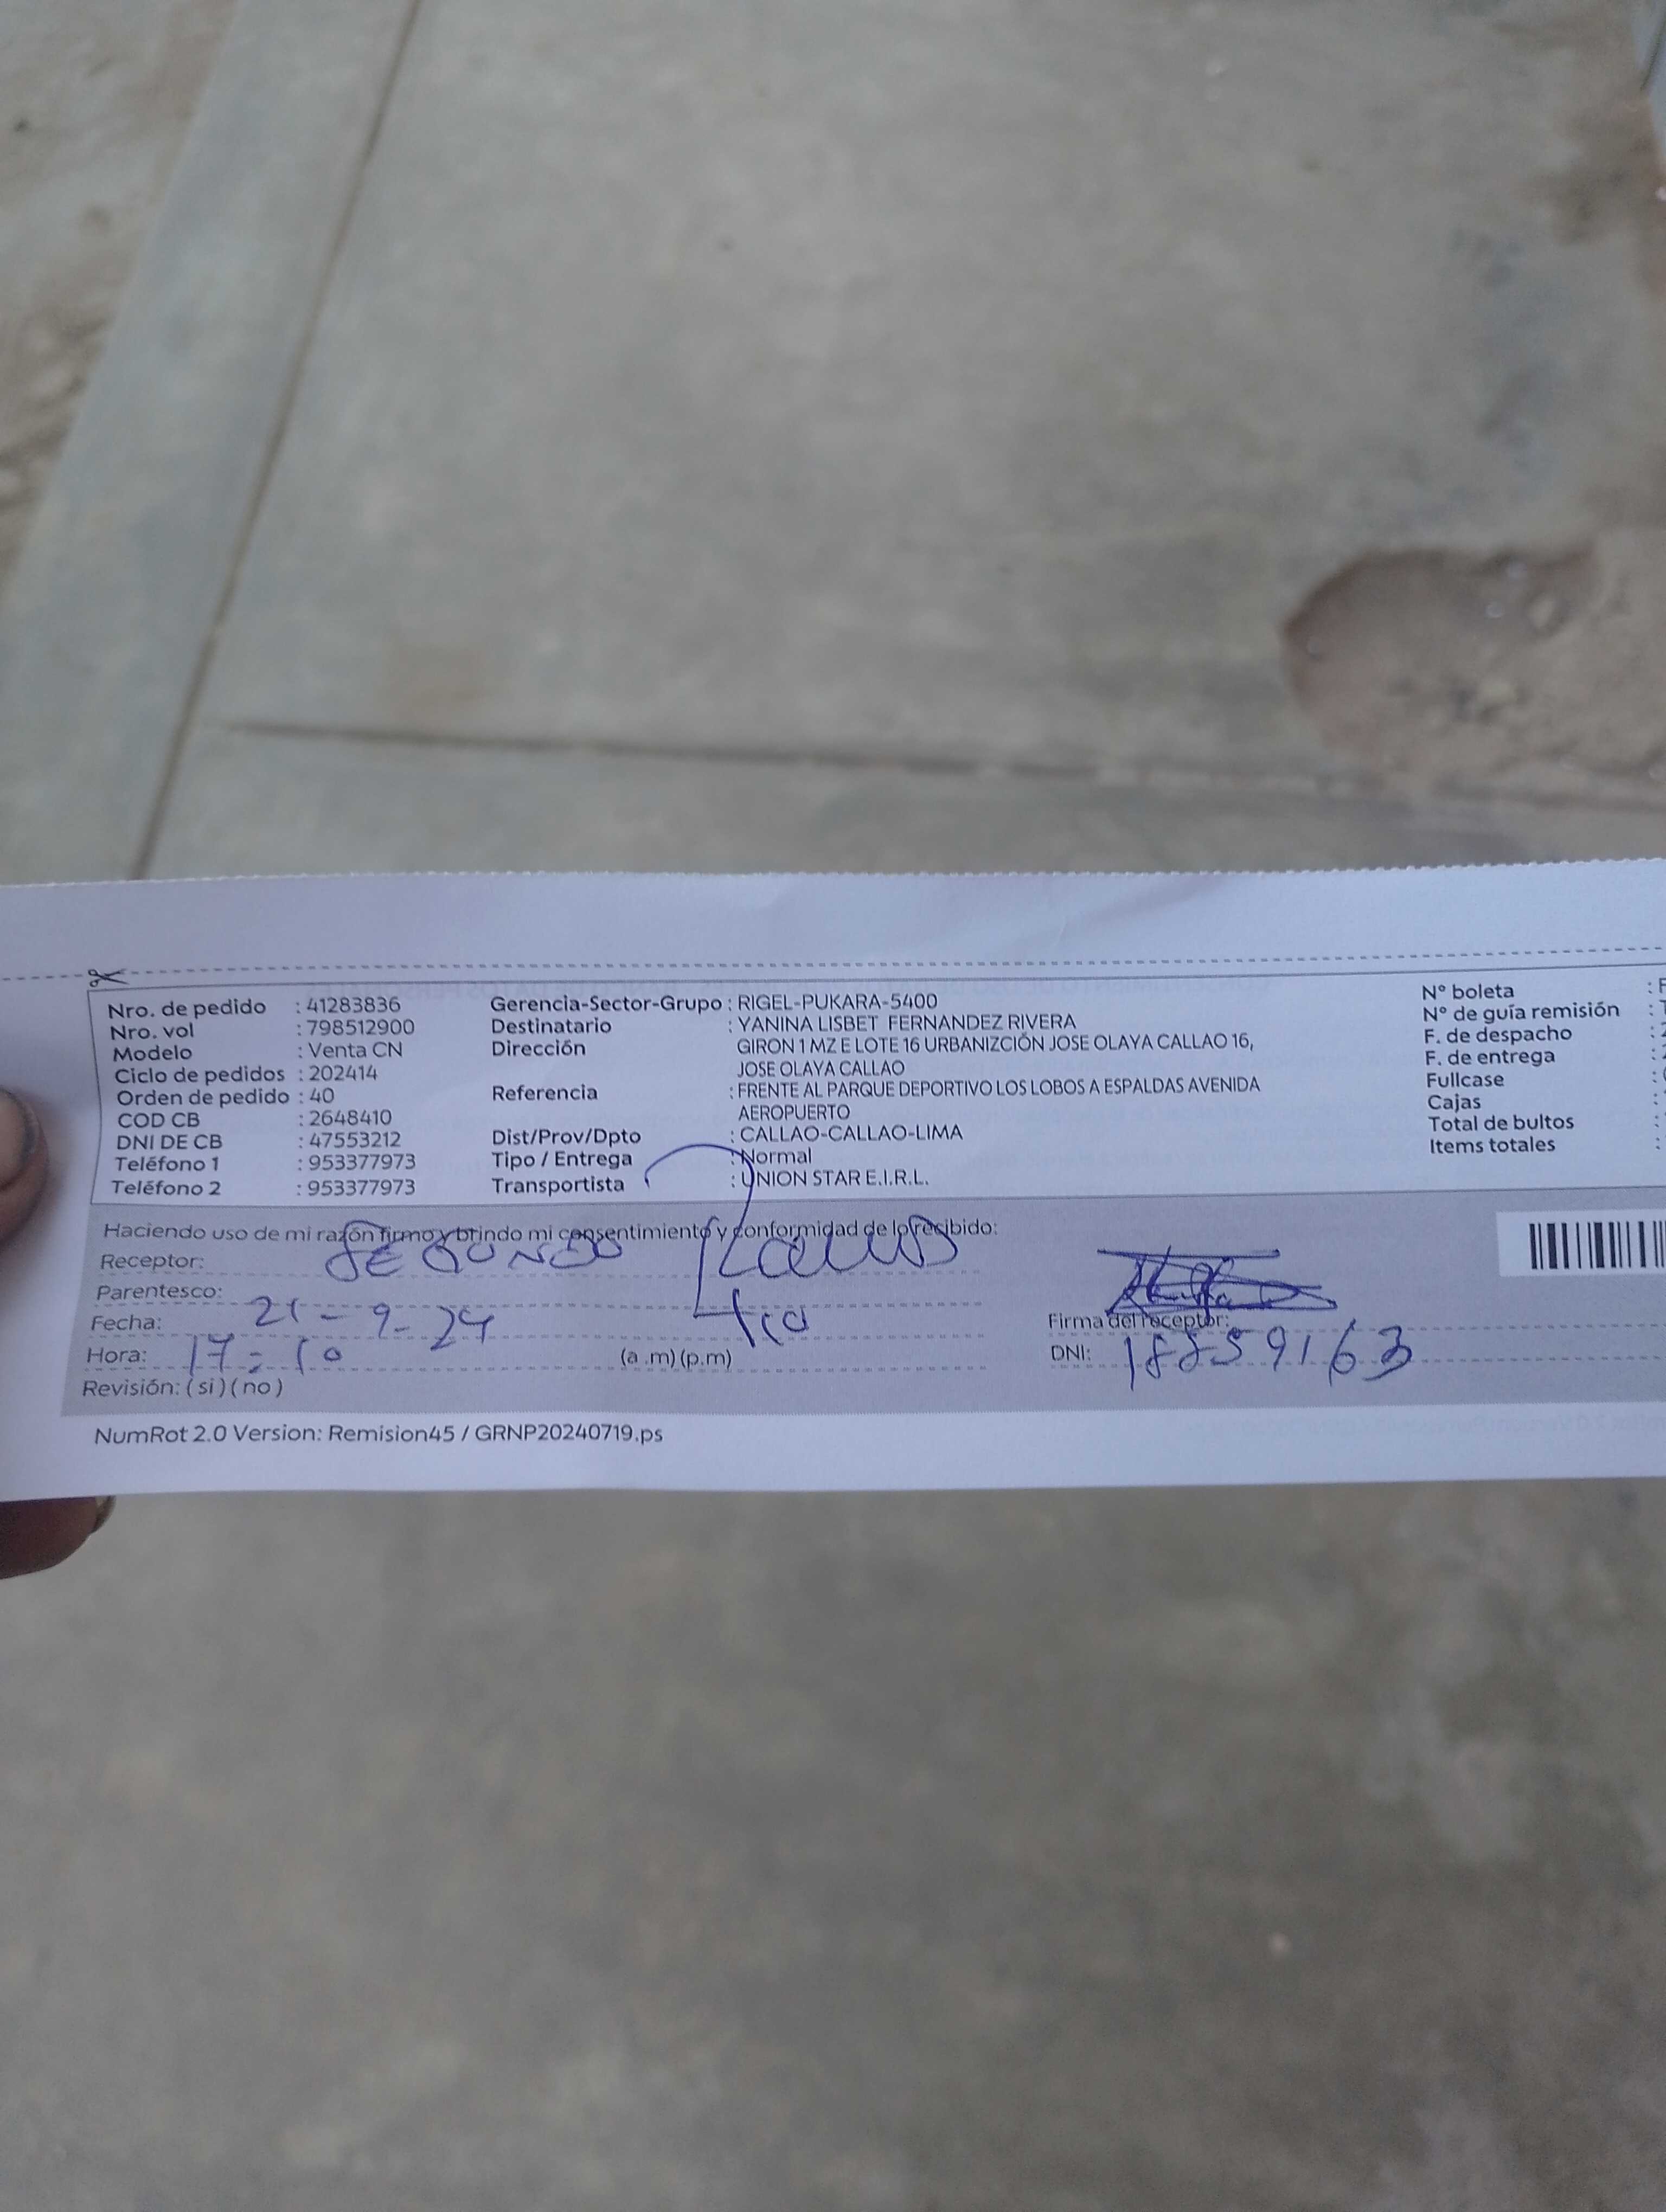 Nro. de pedido : 41283836 Gerencia-Sector-Grupo : RIGEL-PUKARA-5400 N° boleta :
Nro. vol : 798512900 Destinatario : YANINA LISBET FERNANDEZ RIVERA N° de guía remisión :
Modelo : Venta CN Dirección GIRON 1 MZ E LOTE 16 URBANIZCIÓN JOSE OLAYA CALLAO 16, F. de despacho :
Ciclo de pedidos : 202414 JOSE OLAYA CALLAO F. de entrega :
Orden de pedido : 40 Referencia : FRENTE AL PARQUE DEPORTIVO LOS LOBOS A ESPALDAS AVENIDA Fullcase :
COD CB : 2648410 AEROPUERTO Cajas :
DNI DE CB : 47553212 Dist/Prov/Dpto : CALLAO-CALLAO-LIMA Total de bultos :
Teléfono 1 : 953377973 Tipo / Entrega : Normal Items totales :
Teléfono 2 : 953377973 Transportista : UNION STAR E.I.R.L.
Haciendo uso de mi razón firmo y brindo mi consentimiento y conformidad de lo recibido:
Receptor: SEGUNDO
Parentesco: tio
Fecha: 21-9-24 Firma del receptor:
Hora: 17:10 (a.m) (p.m) DNI: 18859163
Revisión: (si) (no)
NumRot 2.0 Version: Remision45 / GRNP20240719.ps